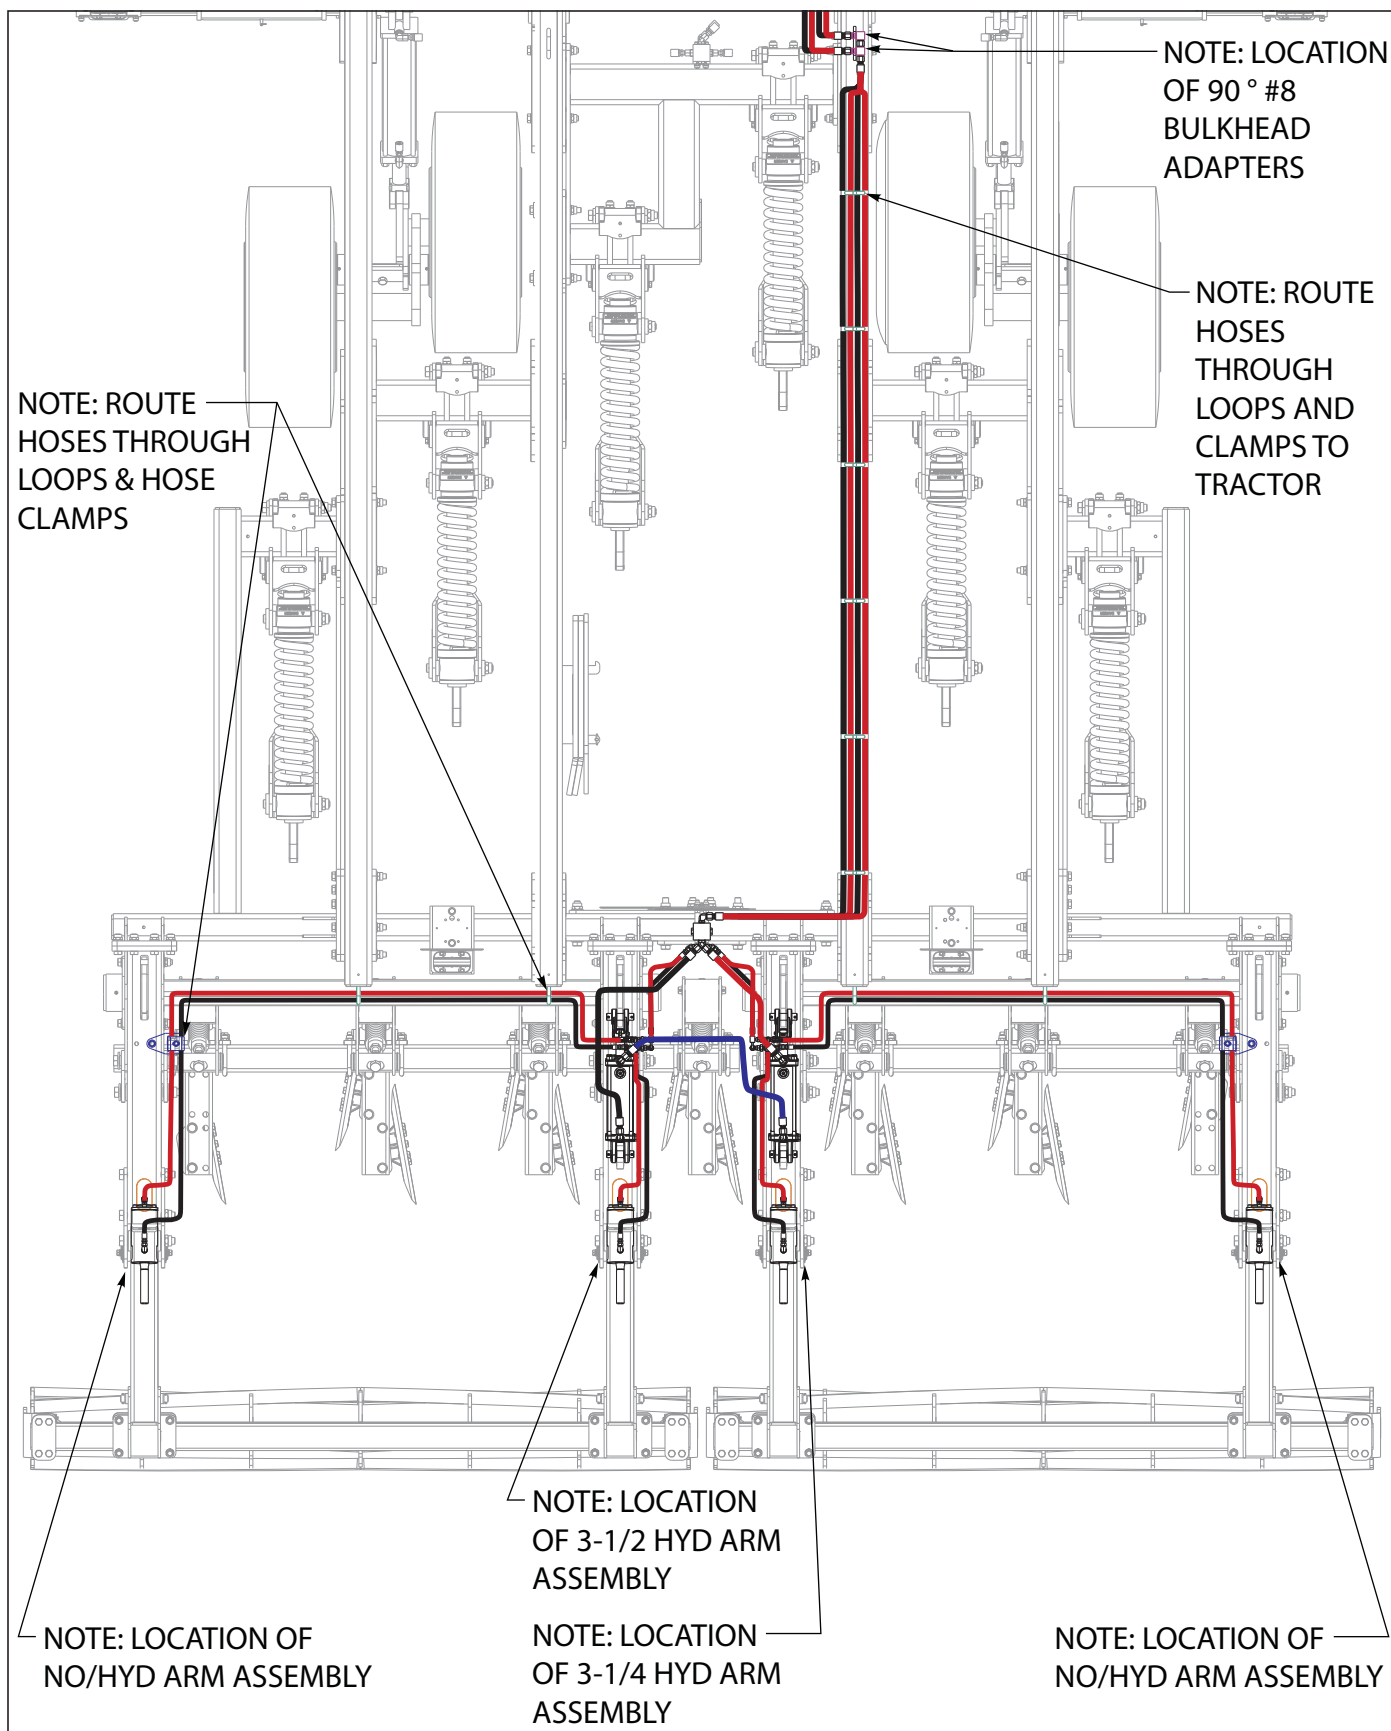 NOTE: LOCATION
OF 90 ° #8
BULKHEAD
ADAPTERS
NOTE: ROUTE
HOSES
THROUGH
LOOPS AND
CLAMPS TO
TRACTOR
NOTE: ROUTE
HOSES THROUGH
LOOPS & HOSE
CLAMPS
NOTE: LOCATION
OF 3-1/2 HYD ARM
ASSEMBLY
NOTE: LOCATION OF
NO/HYD ARM ASSEMBLY
NOTE: LOCATION
OF 3-1/4 HYD ARM
ASSEMBLY
NOTE: LOCATION OF
NO/HYD ARM ASSEMBLY